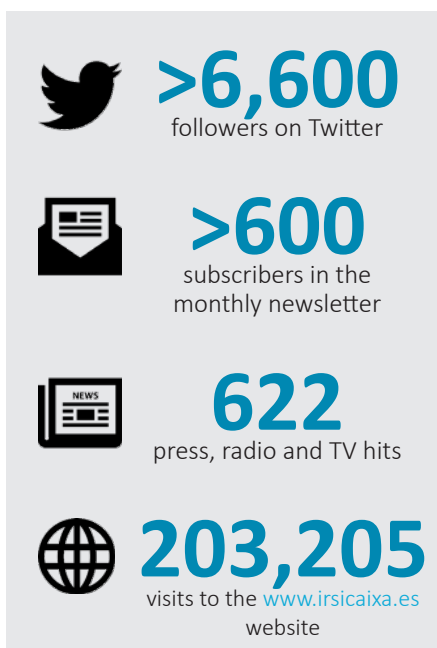 >6,600
followers on Twitter
>600
subscribers in the
monthly newsletter
NEWS
622
press, radio and TV hits
203,205
visits to the www.irsicaixa.es
website